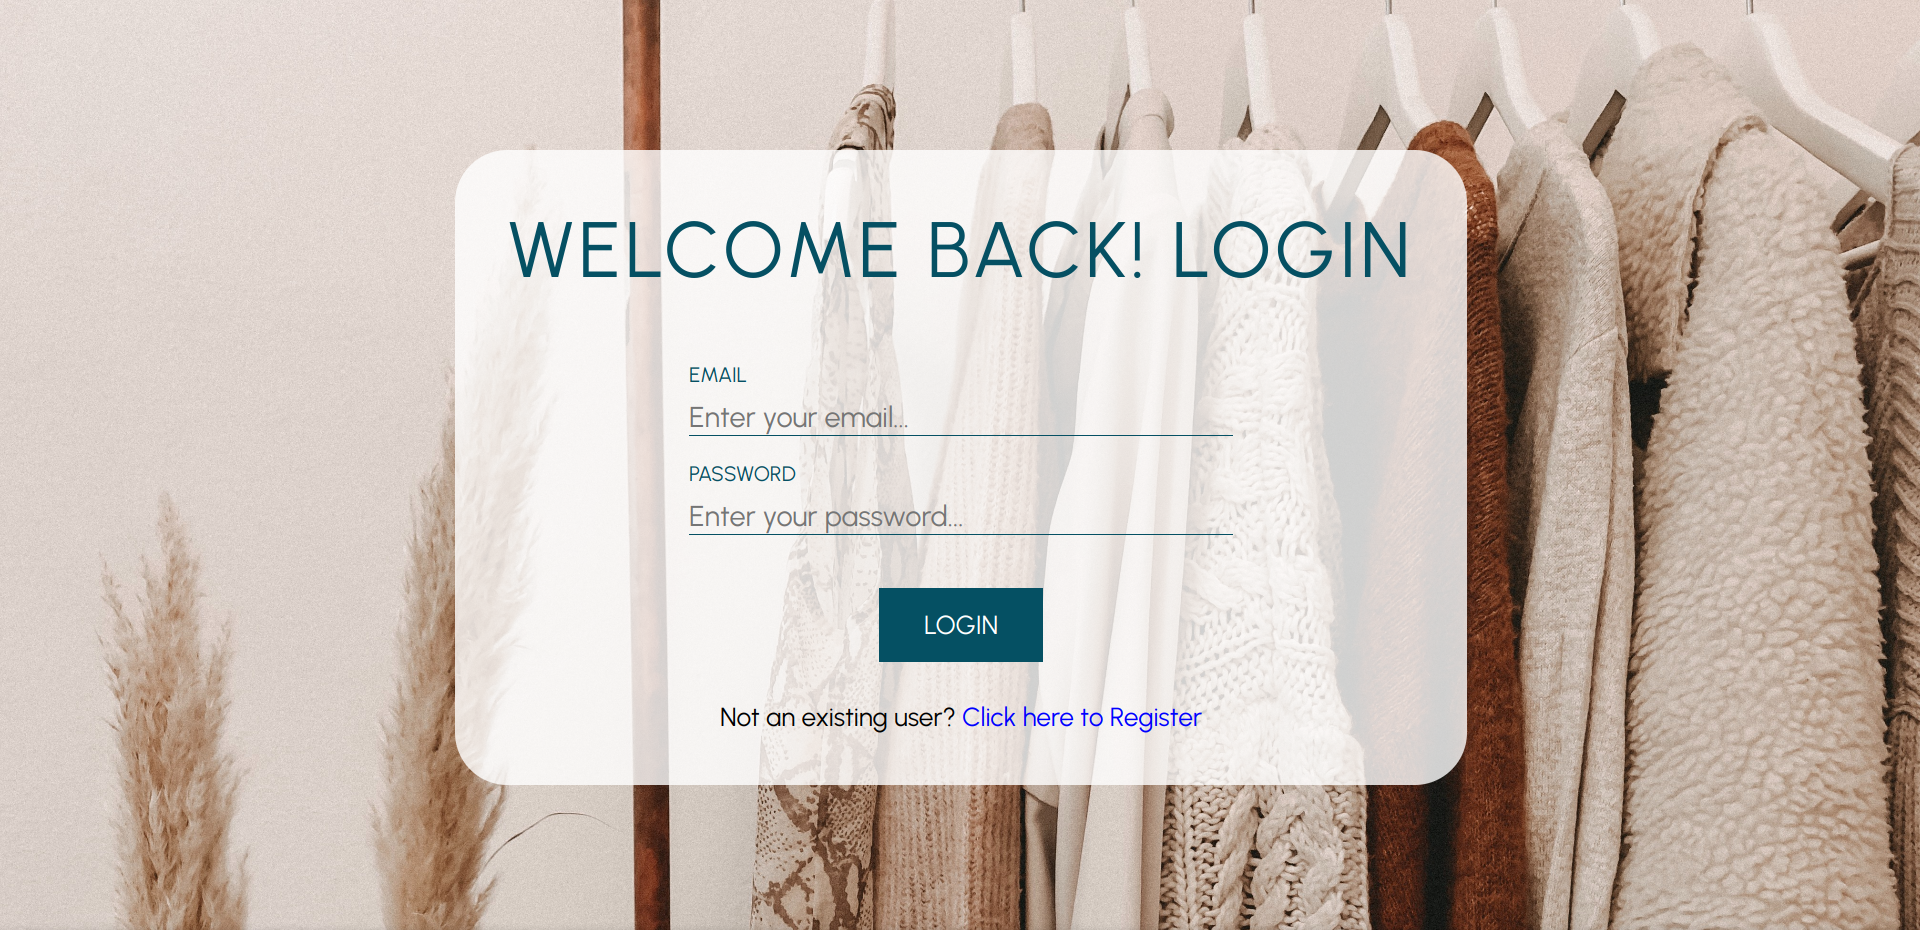 WELCOME BACK! LOGIN
EMAIL
Enter your email...
PASSWORD
Enter your password...
LOGIN
Not an existing user? Click here to Register